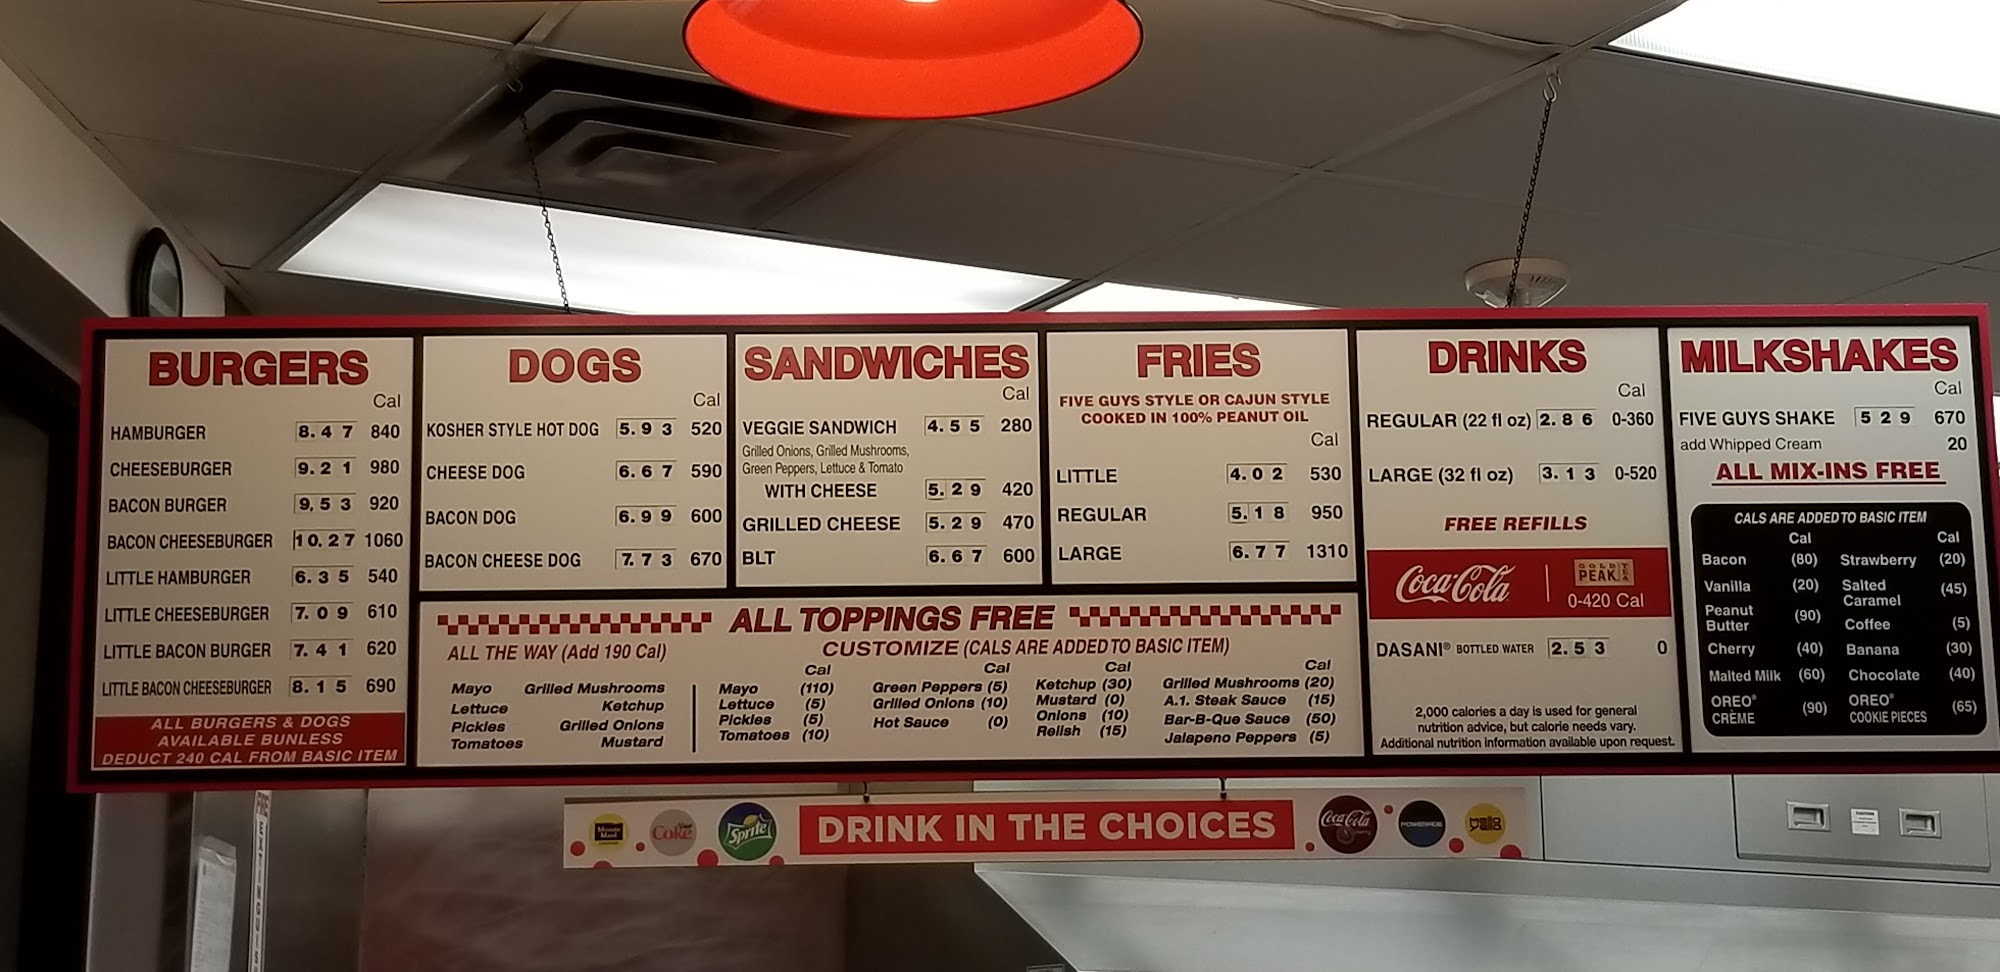 BURGERS
Cal
HAMBURGER 8.47 840
CHEESEBURGER 9.21 980
BACON BURGER 9.53 920
BACON CHEESEBURGER 10.27 1060
LITTLE HAMBURGER 6.35 540
LITTLE CHEESEBURGER 7.09 610
LITTLE BACON BURGER 7.41 620
LITTLE BACON CHEESEBURGER 8.15 690
ALL BURGERS & DOGS
AVAILABLE BUNLESS
DEDUCT 240 CAL FROM BASIC ITEM
DOGS
Cal
KOSHER STYLE HOT DOG 5.93 520
CHEESE DOG 6.67 590
BACON DOG 6.99 600
BACON CHEESE DOG 7.73 670
SANDWICHES
Cal
VEGGIE SANDWICH 4.55 280
Grilled Onions, Grilled Mushrooms,
Green Peppers, Lettuce & Tomato
WITH CHEESE 5.29 420
GRILLED CHEESE 5.29 470
BLT 6.67 600
FRIES
FIVE GUYS STYLE OR CAJUN STYLE
COOKED IN 100% PEANUT OIL
Cal
LITTLE 4.02 530
REGULAR 5.18 950
LARGE 6.77 1310
ALL TOPPINGS FREE
ALL THE WAY (Add 190 Cal)
Mayo Grilled Mushrooms
Lettuce Ketchup
Pickles Grilled Onions
Tomatoes Mustard
CUSTOMIZE (CALS ARE ADDED TO BASIC ITEM)
Cal
Mayo (110)
Lettuce (5)
Pickles (5)
Tomatoes (10)
Cal
Green Peppers (5)
Grilled Onions (10)
Hot Sauce (0)
Cal
Ketchup (30)
Mustard (0)
Onions (10)
Relish (15)
Cal
Grilled Mushrooms (20)
A.1. Steak Sauce (15)
Bar-B-Que Sauce (50)
Jalapeno Peppers (5)
DRINKS
Cal
REGULAR (22 fl oz) 2.86 0-360
LARGE (32 fl oz) 3.13 0-520
FREE REFILLS
Coca-Cola
GOLD PEAK TEA
0-420 Cal
DASANI® BOTTLED WATER 2.53 0
2,000 calories a day is used for general
nutrition advice, but calorie needs vary.
Additional nutrition information available upon request.
MILKSHAKES
Cal
FIVE GUYS SHAKE 529 670
add Whipped Cream 20
ALL MIX-INS FREE
CALS ARE ADDED TO BASIC ITEM
Cal Cal
Bacon (80) Strawberry (20)
Vanilla (20) Salted
Caramel (45)
Peanut
Butter (90) Coffee (5)
Cherry (40) Banana (30)
Malted Milk (60) Chocolate (40)
OREO®
CRÈME (90) OREO®
COOKIE PIECES (65)
Minute Maid
Coke
Sprite
DRINK IN THE CHOICES
Coca-Cola
POWERADE
Mello Yello